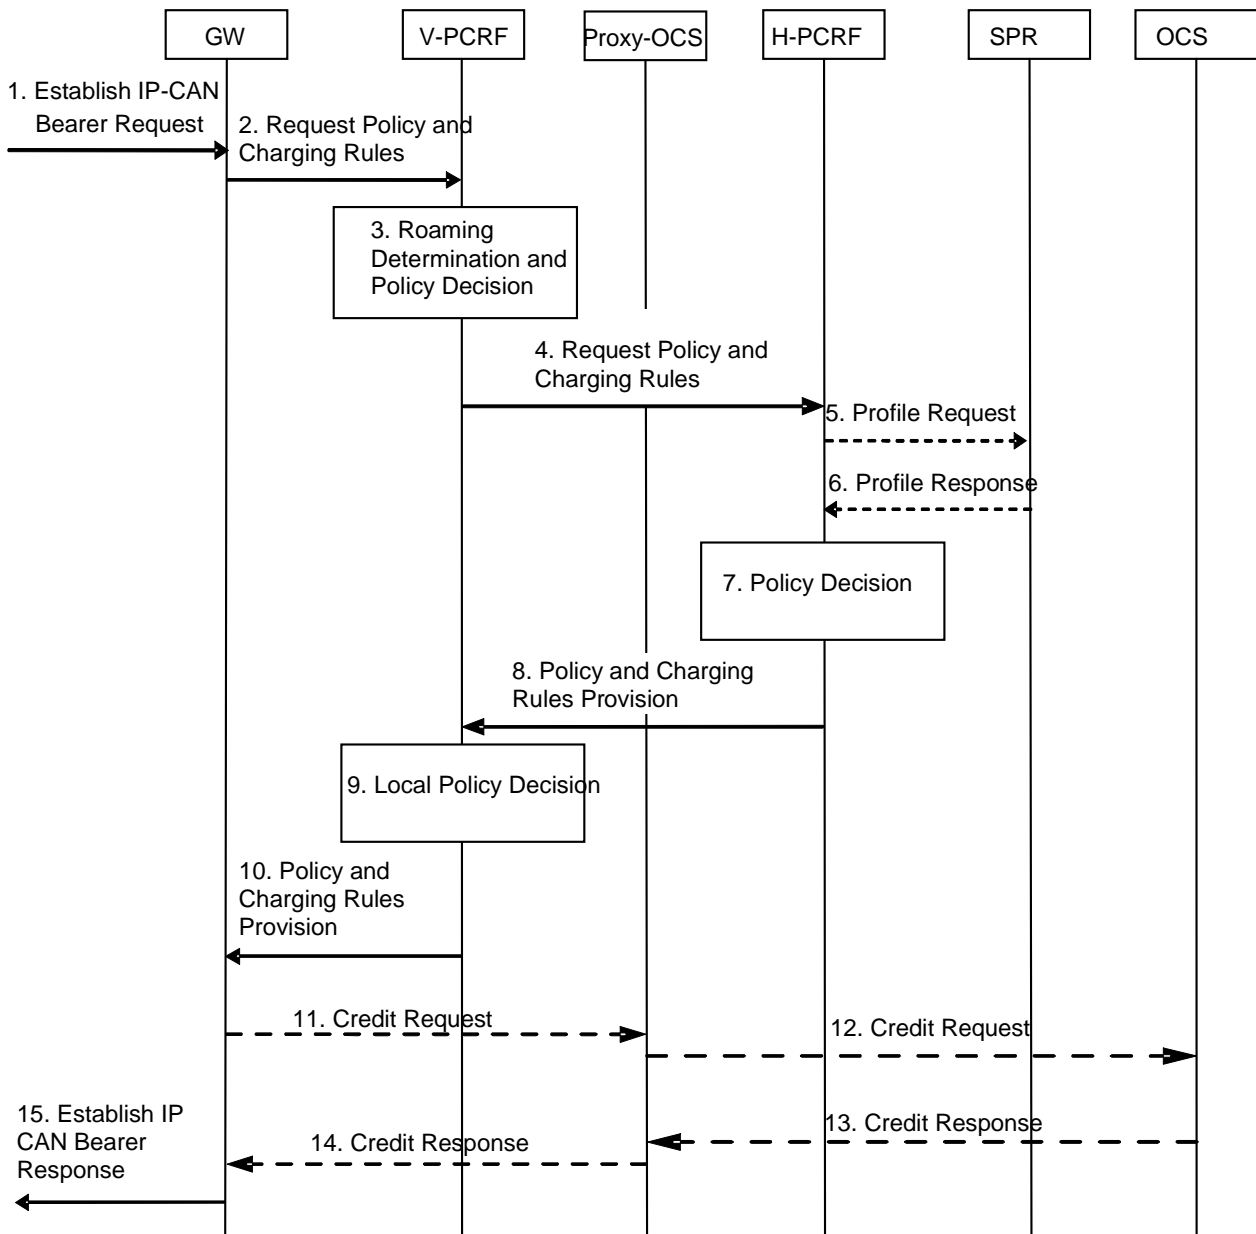 GW
V-PCRF
Proxy-OCS
H-PCRF
SPR
OCS
1. Establish IP-CAN
Bearer Request
2. Request Policy and
Charging Rules
3. Roaming
Determination and
Policy Decision
4. Request Policy and
Charging Rules
5. Profile Request
6. Profile Response
7. Policy Decision
8. Policy and Charging
Rules Provision
9. Local Policy Decision
10. Policy and
Charging Rules
Provision
11. Credit Request
12. Credit Request
13. Credit Response
14. Credit Response
15. Establish IP
CAN Bearer
Response